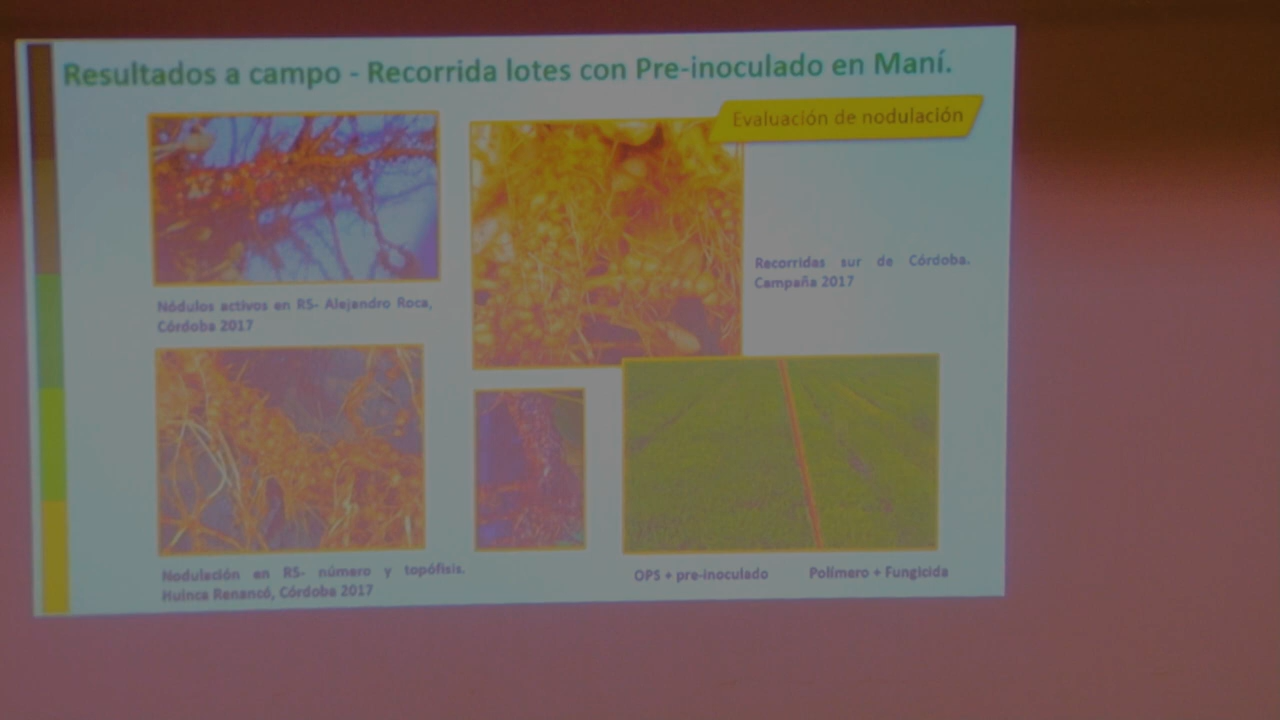 Resultados a campo - Recorrida lotes con Pre-inoculado en Maní.
Evaluación de nodulación
Recorridas sur de Córdoba.
Campaña 2017
Nódulos activos en RS- Alejandro Roca,
Córdoba 2017
Nodulación en RS- número y topófisis.
Huinca Renancó, Córdoba 2017
OPS + pre-inoculado
Polímero + Fungicida